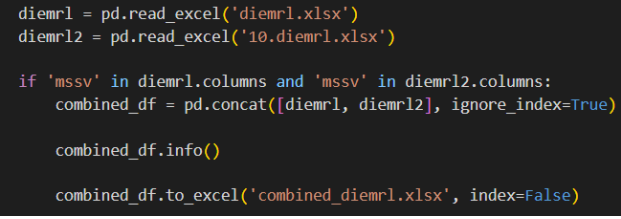 diemrl = pd.read_excel('diemrl.xlsx')
diemrl2 = pd.read_excel('10.diemrl.xlsx')
if 'mssv' in diemrl.columns and 'mssv' in diemrl2.columns:
    combined_df = pd.concat([diemrl, diemrl2], ignore_index=True)
    combined_df.info()
    combined_df.to_excel('combined_diemrl.xlsx', index=False)